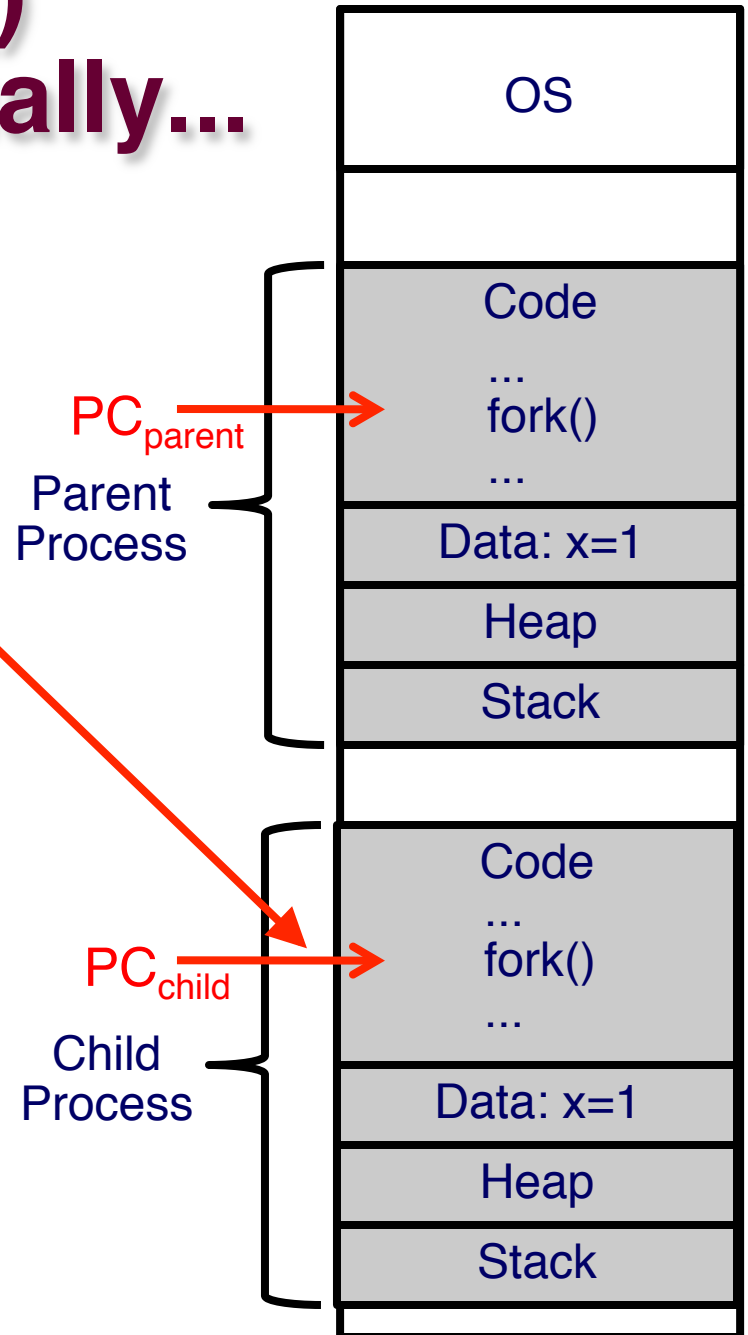 )
ally...
OS
Code
...
fork()
...
PCparent
Parent
Process
Data: x=1
Heap
Stack
Code
...
fork()
...
PCchild
Child
Process
Data: x=1
Heap
Stack